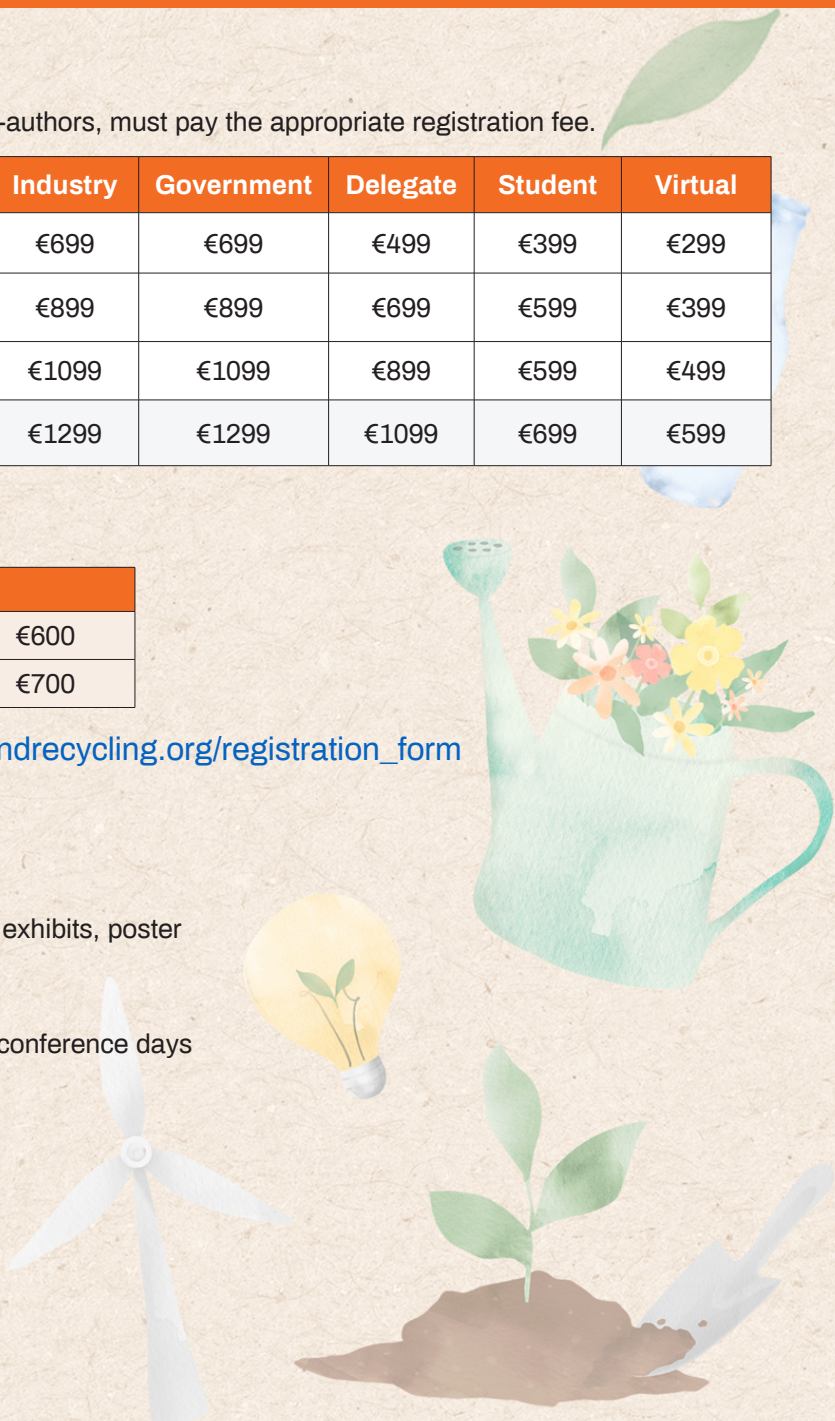 -authors, must pay the appropriate registration fee.
Industry Government Delegate Student Virtual
€699 €699 €499 €399 €299
€899 €899 €699 €599 €399
€1099 €1099 €899 €599 €499
€1299 €1299 €1099 €699 €599
€600
€700
ndrecycling.org/registration_form
exhibits, poster
conference days